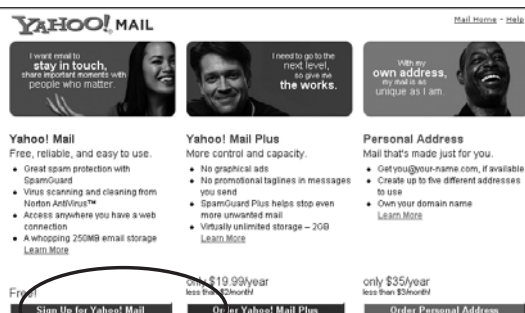 YAHOO! MAIL
Mail Home - Help
I want email to
stay in touch,
share important moments with
people who matter.
I need to go to the
next level,
so give me
the works.
With my
own address,
my mail is as
unique as I am.
Yahoo! Mail
Free, reliable, and easy to use.
• Great spam protection with
SpamGuard
• Virus scanning and cleaning from
Norton AntiVirus™
• Access anywhere you have a web
connection
• A whopping 250MB email storage
Learn More
Free!
Sign Up for Yahoo! Mail
Yahoo! Mail Plus
More control and capacity.
• No graphical ads
• No promotional taglines in messages
you send
• SpamGuard Plus helps stop even
more unwanted mail
• Virtually unlimited storage – 2GB
Learn More
only $19.99/year
less than $2/month!
Order Yahoo! Mail Plus
Personal Address
Mail that's made just for you.
• Get you@your-name.com, if available
• Create up to five different addresses
to use
• Own your domain name
Learn More
only $35/year
less than $3/month!
Order Personal Address